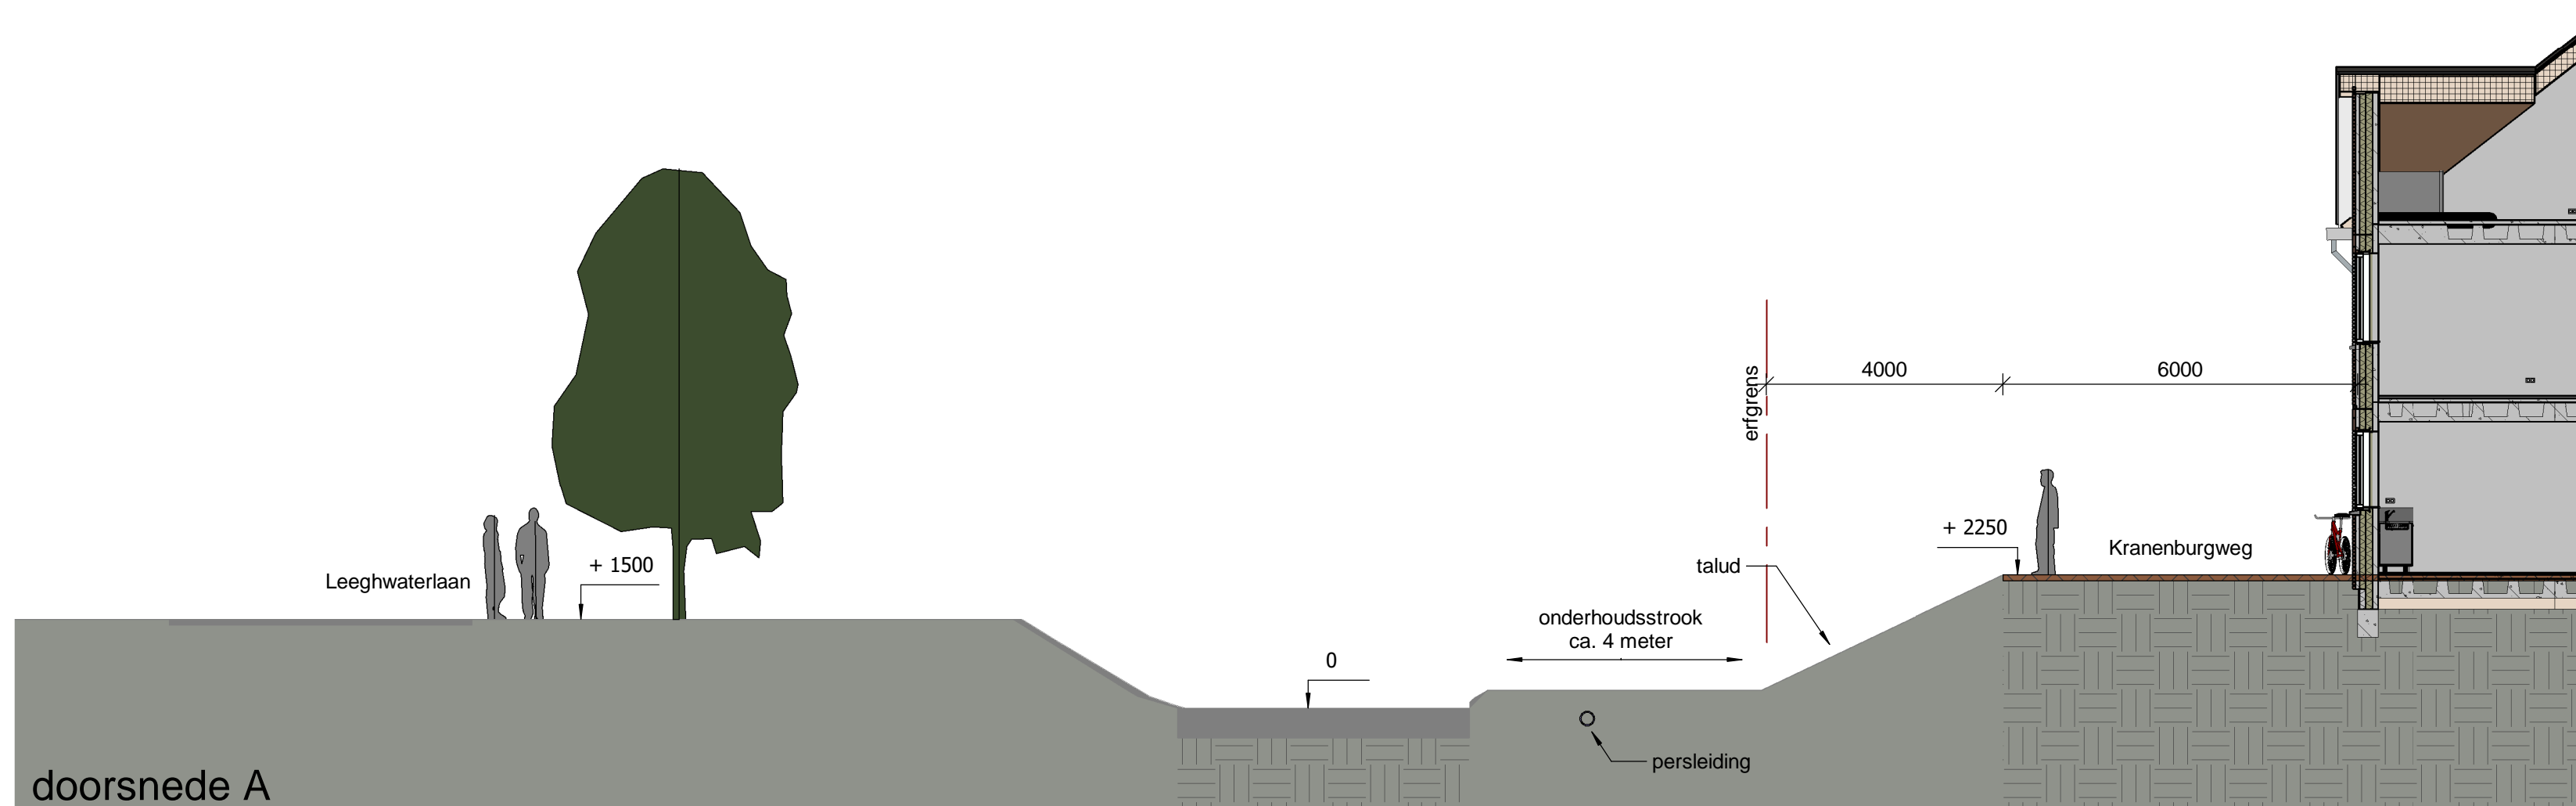 erfgrens
4000
6000
+ 2250
Kranenburgweg
+ 1500
talud
Leeghwaterlaan
onderhoudsstrook
ca. 4 meter
0
persleiding
doorsnede A